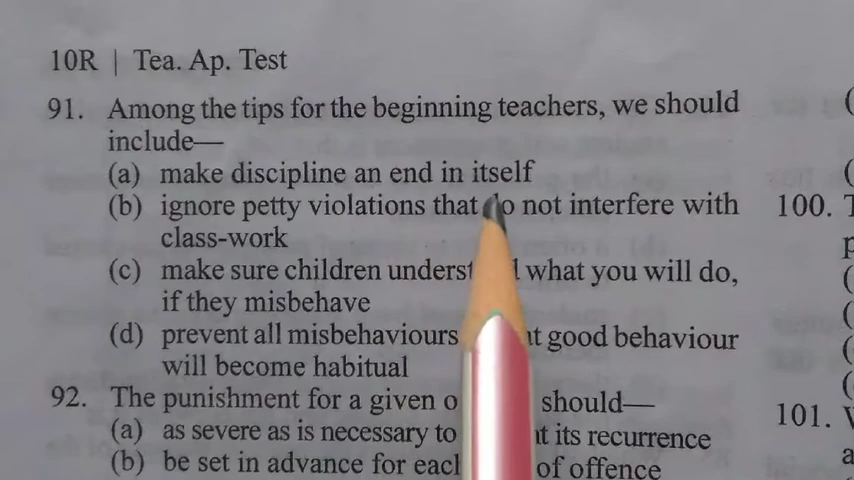 10R | Tea. Ap. Test
91. Among the tips for the beginning teachers, we should
include—
(a) make discipline an end in itself
(b) ignore petty violations that do not interfere with
class-work
(c) make sure children what you will do,
if they misbehave
(d) prevent all misbehaviours good behaviour
will become habitual
92. The punishment for a given should—
(a) as severe as is necessary to its recurrence
(b) be set in advance for of offence
100.
101.